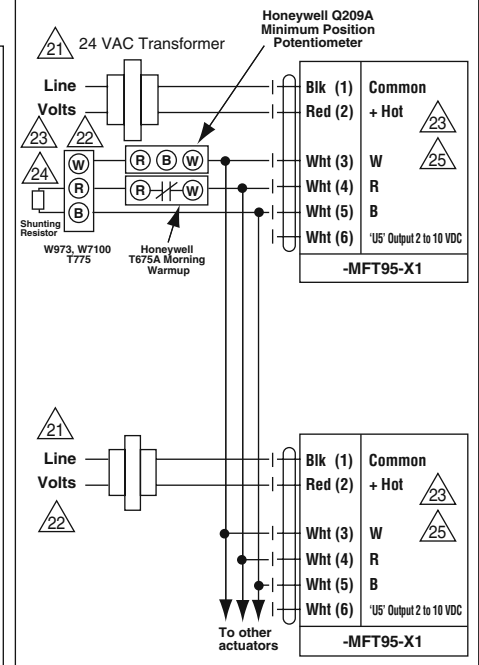 Honeywell Q209A
Minimum Position
Potentiometer
21
24 VAC Transformer
Line
Volts
Blk (1) Common
Red (2) + Hot
23
23
22
24
25
W
R
B
R B W
R W
Wht (3) W
Wht (4) R
Wht (5) B
Wht (6) 'U5' Output 2 to 10 VDC
Shunting
Resistor
W973, W7100
T775
Honeywell
T675A Morning
Warmup
-MFT95-X1
21
Line
Volts
22
Blk (1) Common
Red (2) + Hot
23
25
Wht (3) W
Wht (4) R
Wht (5) B
Wht (6) 'U5' Output 2 to 10 VDC
To other
actuators
-MFT95-X1